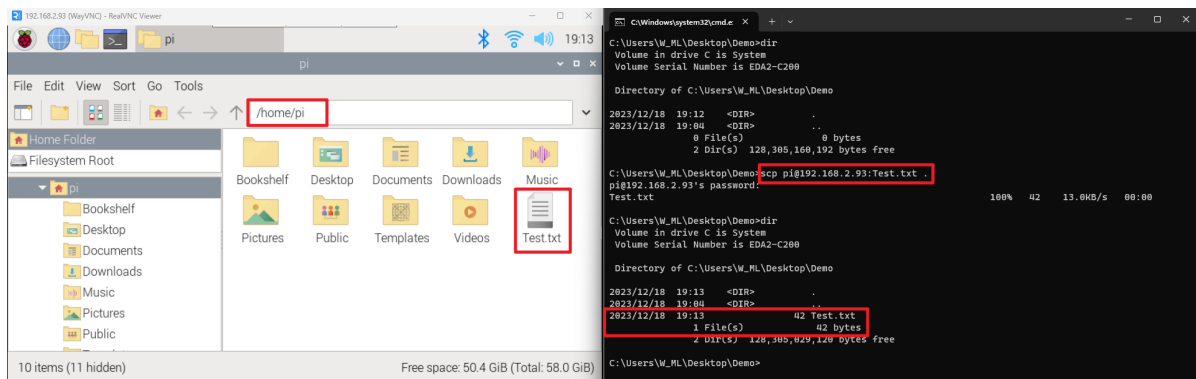 192.168.2.93 (WayVNC) - RealVNC Viewer
pi
19:13
pi
File Edit View Sort Go Tools
/home/pi
Home Folder
Filesystem Root
pi
Bookshelf
Desktop
Documents
Downloads
Music
Pictures
Public
Bookshelf Desktop Documents Downloads Music
Pictures Public Templates Videos Test.txt
10 items (11 hidden)
Free space: 50.4 GiB (Total: 58.0 GiB)
C:\Windows\system32\cmd.e
C:\Users\W_ML\Desktop\Demo>dir
Volume in drive C is System
Volume Serial Number is EDA2-C200
Directory of C:\Users\W_ML\Desktop\Demo
2023/12/18 19:12 <DIR> .
2023/12/18 19:04 <DIR> ..
0 File(s) 0 bytes
2 Dir(s) 128,305,160,192 bytes free
C:\Users\W_ML\Desktop\Demo>scp pi@192.168.2.93:Test.txt .
pi@192.168.2.93's password:
Test.txt 100% 42 13.0KB/s 00:00
C:\Users\W_ML\Desktop\Demo>dir
Volume in drive C is System
Volume Serial Number is EDA2-C200
Directory of C:\Users\W_ML\Desktop\Demo
2023/12/18 19:13 <DIR> .
2023/12/18 19:04 <DIR> ..
2023/12/18 19:13 42 Test.txt
1 File(s) 42 bytes
2 Dir(s) 128,305,029,120 bytes free
C:\Users\W_ML\Desktop\Demo>